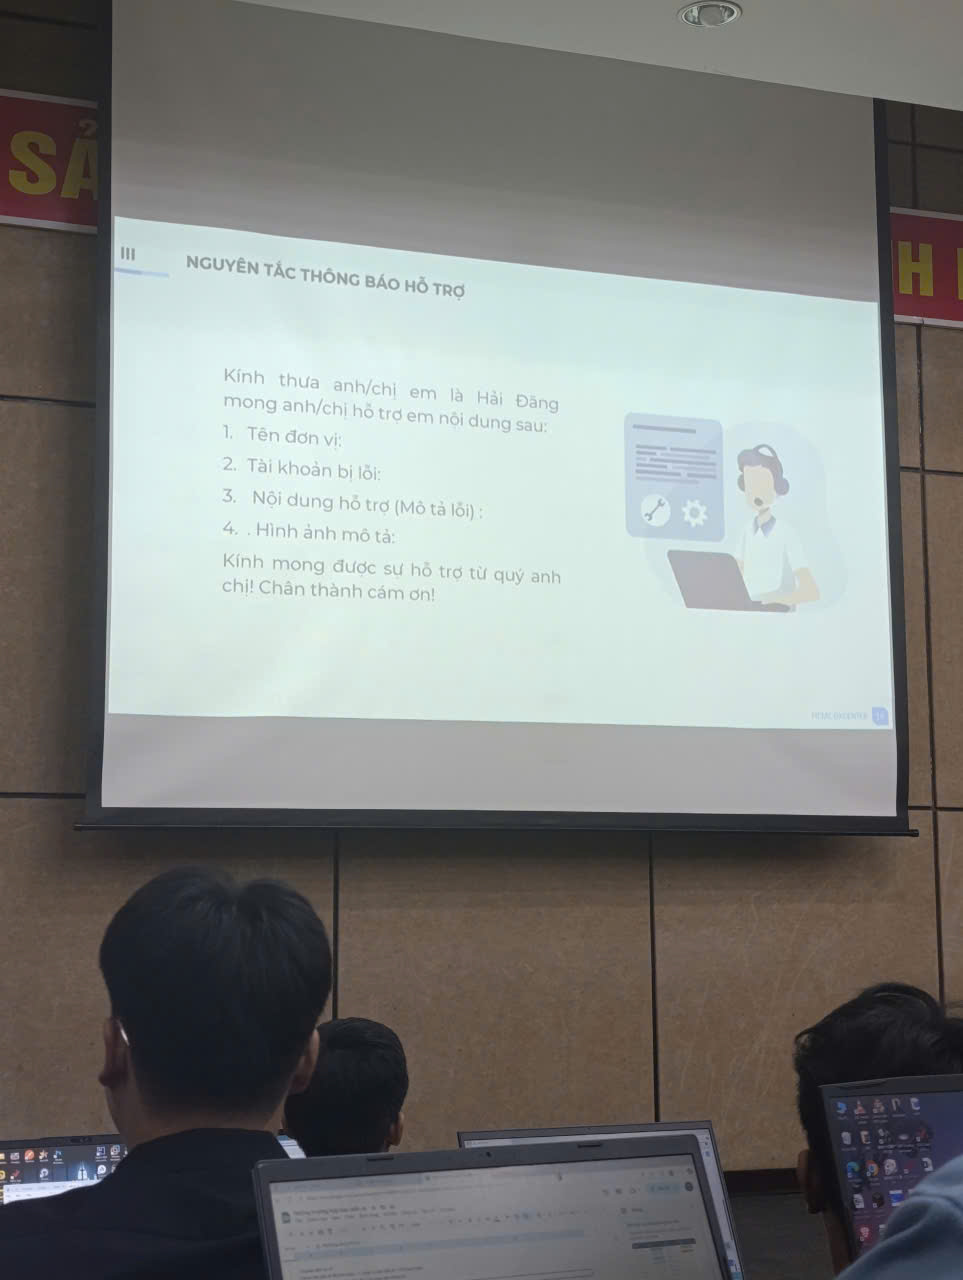 SẢ
H
III
NGUYÊN TẮC THÔNG BÁO HỖ TRỢ
Kính thưa anh/chị em là Hải Đăng
mong anh/chị hỗ trợ em nội dung sau:
1. Tên đơn vị:
2. Tài khoản bị lỗi:
3. Nội dung hỗ trợ (Mô tả lỗi) :
4. . Hình ảnh mô tả:
Kính mong được sự hỗ trợ từ quý anh
chị! Chân thành cám ơn!
HCMC DXCENTER